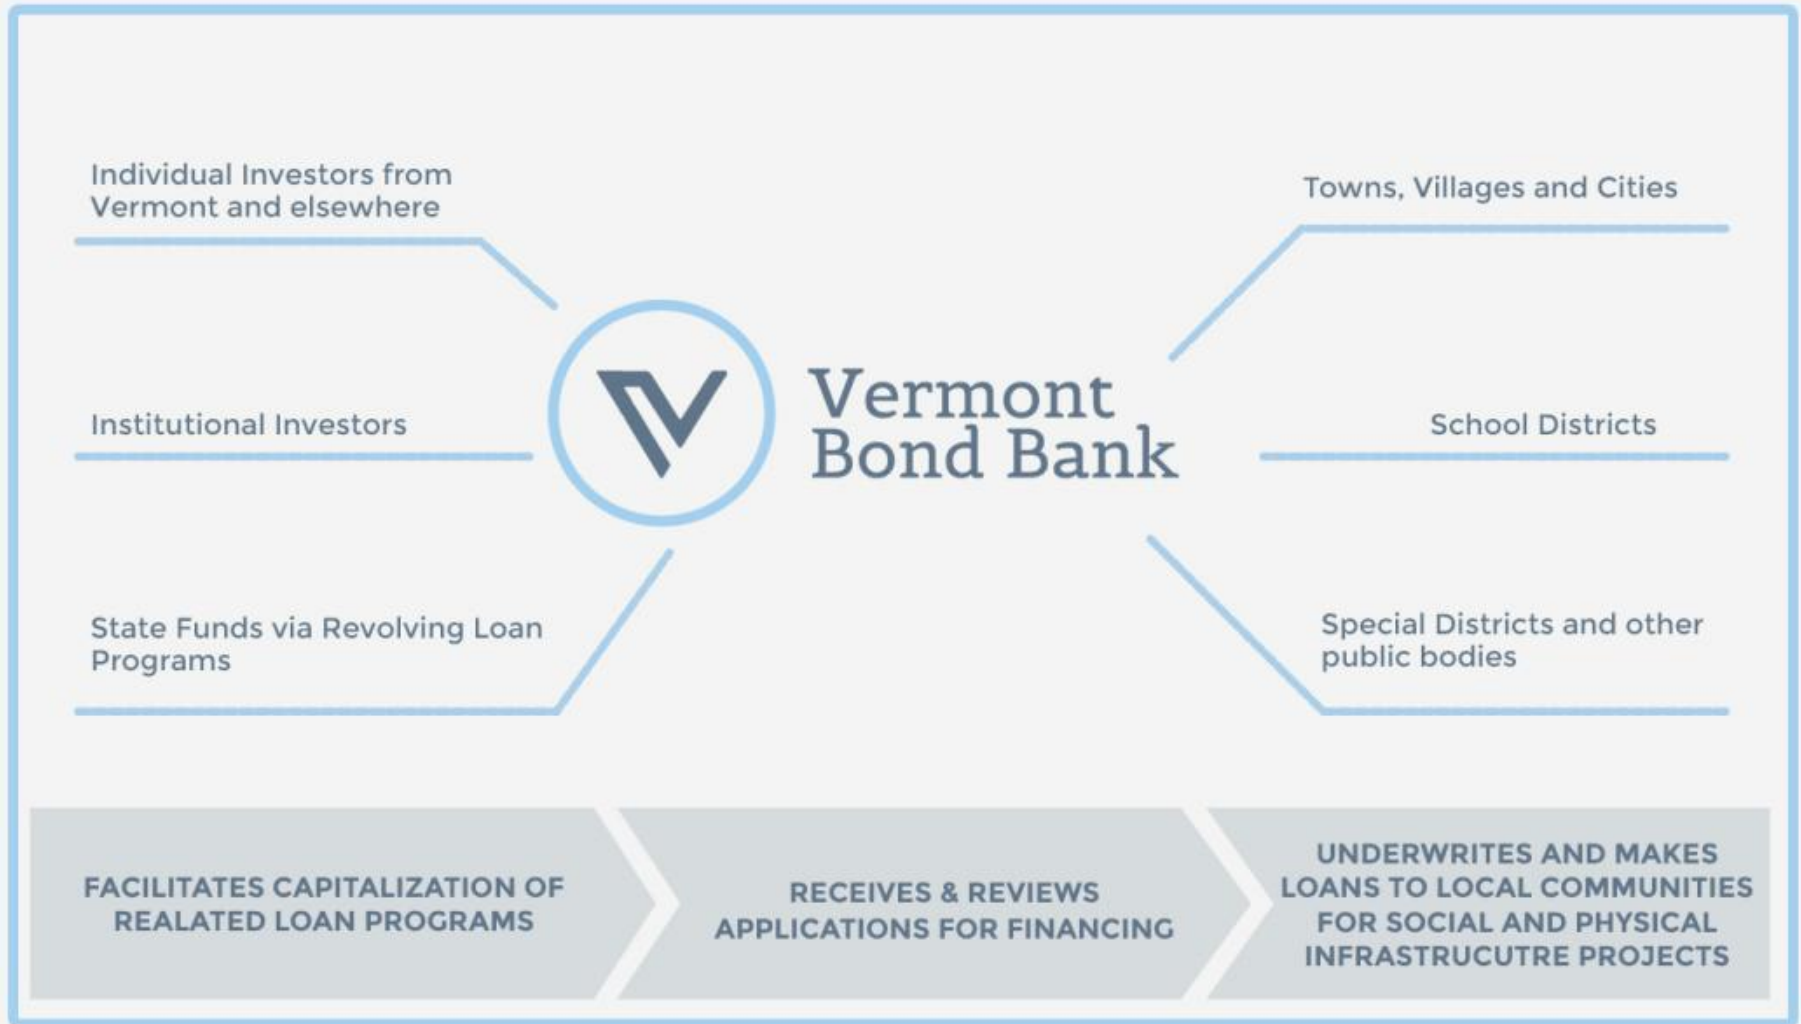 Individual Investors from
Vermont and elsewhere
Institutional Investors
State Funds via Revolving Loan
Programs
Vermont
Bond Bank
Towns, Villages and Cities
School Districts
Special Districts and other
public bodies
FACILITATES CAPITALIZATION OF
REALATED LOAN PROGRAMS
RECEIVES & REVIEWS
APPLICATIONS FOR FINANCING
UNDERWRITES AND MAKES
LOANS TO LOCAL COMMUNITIES
FOR SOCIAL AND PHYSICAL
INFRASTRUCUTRE PROJECTS